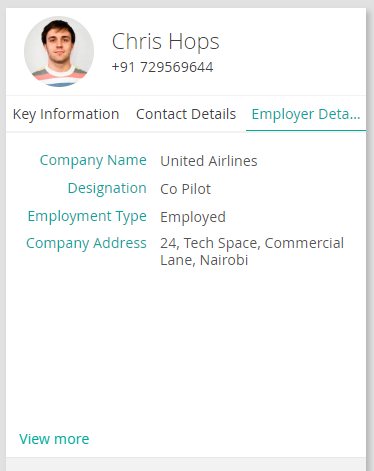 Chris Hops
+91 729569644
Key Information Contact Details Employer Deta...
Company Name United Airlines
Designation Co Pilot
Employment Type Employed
Company Address 24, Tech Space, Commercial
Lane, Nairobi
View more